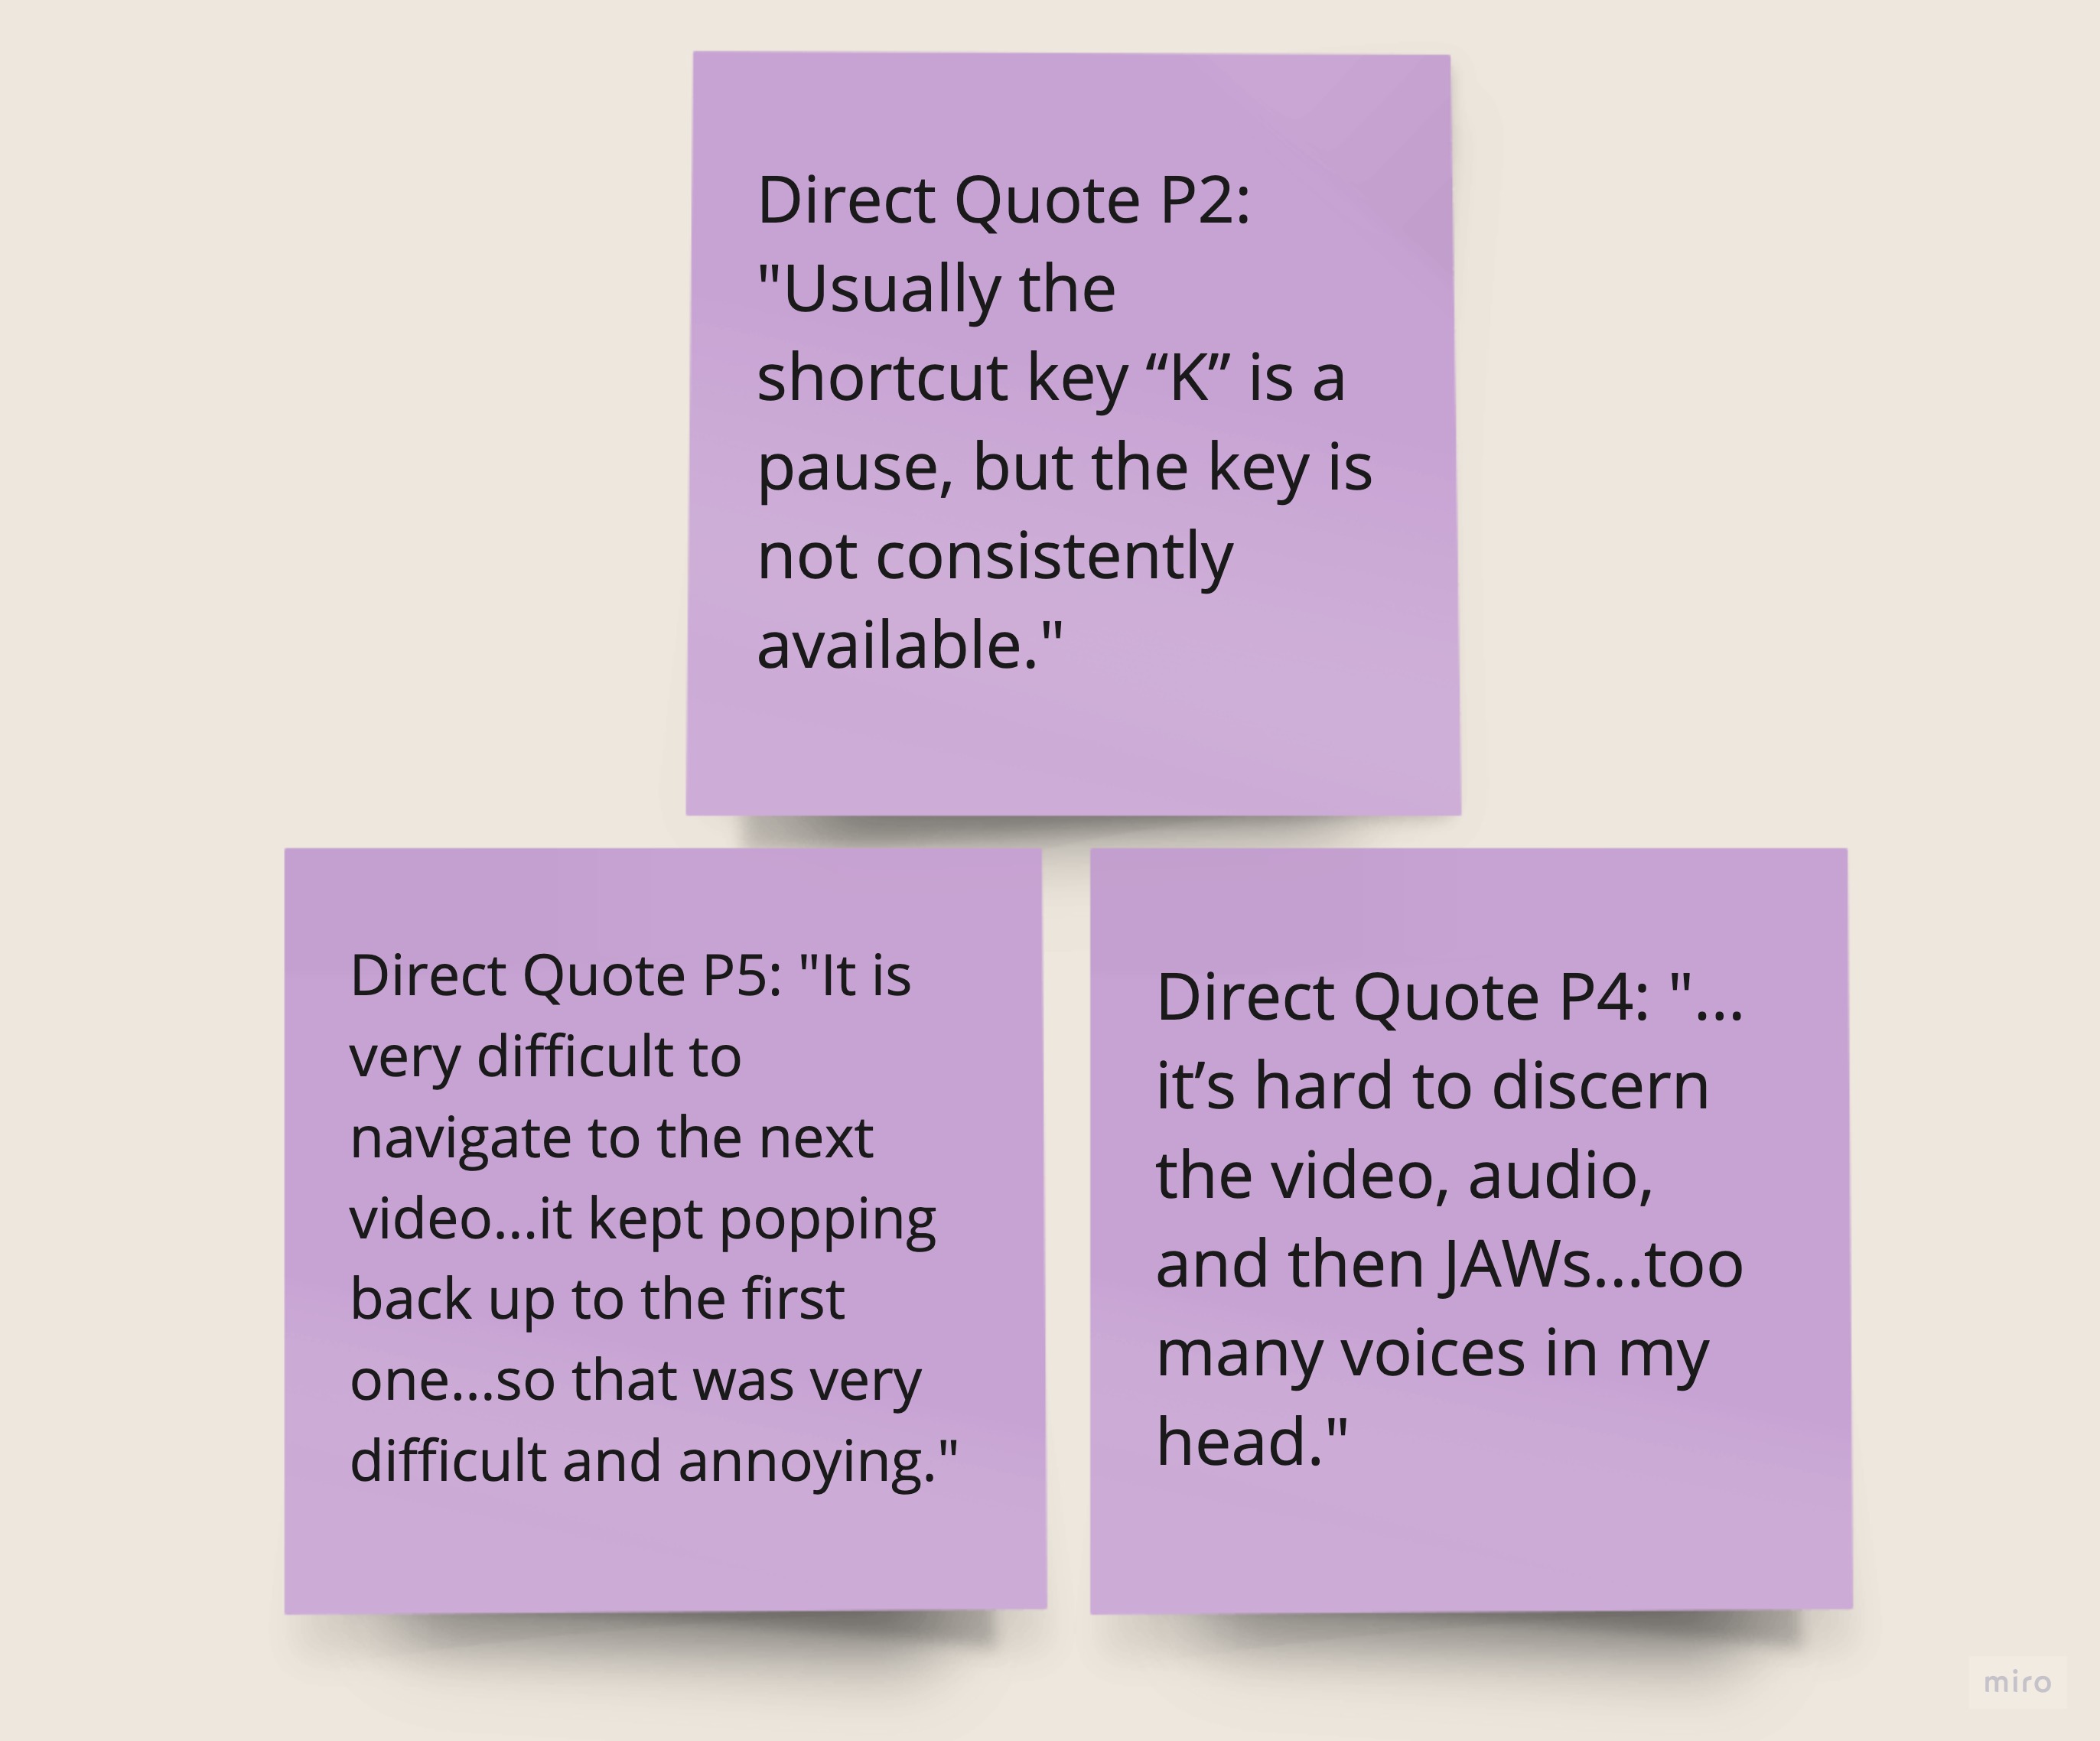 Direct Quote P2:
"Usually the
shortcut key “K” is a
pause, but the key is
not consistently
available."
Direct Quote P5: "It is
very difficult to
navigate to the next
video...it kept popping
back up to the first
one...so that was very
difficult and annoying."
Direct Quote P4: "...
it’s hard to discern
the video, audio,
and then JAWs...too
many voices in my
head."
miro